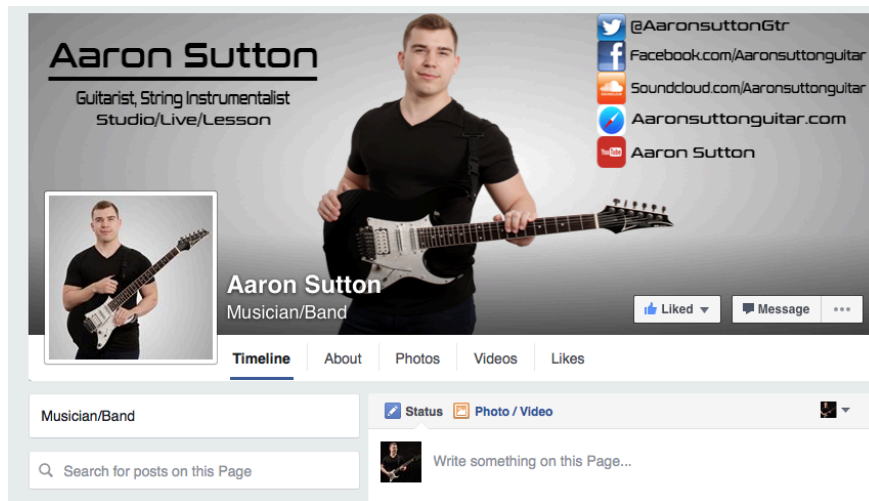 Aaron Sutton
Guitarist, String Instrumentalist
Studio/Live/Lesson
@AaronsuttonGtr
Facebook.com/Aaronsuttonguitar
Soundcloud.com/Aaronsuttonguitar
Aaronsuttonguitar.com
Aaron Sutton
Aaron Sutton
Musician/Band
Liked
Message
Timeline
About
Photos
Videos
Likes
Musician/Band
Search for posts on this Page
Status
Photo / Video
Write something on this Page...